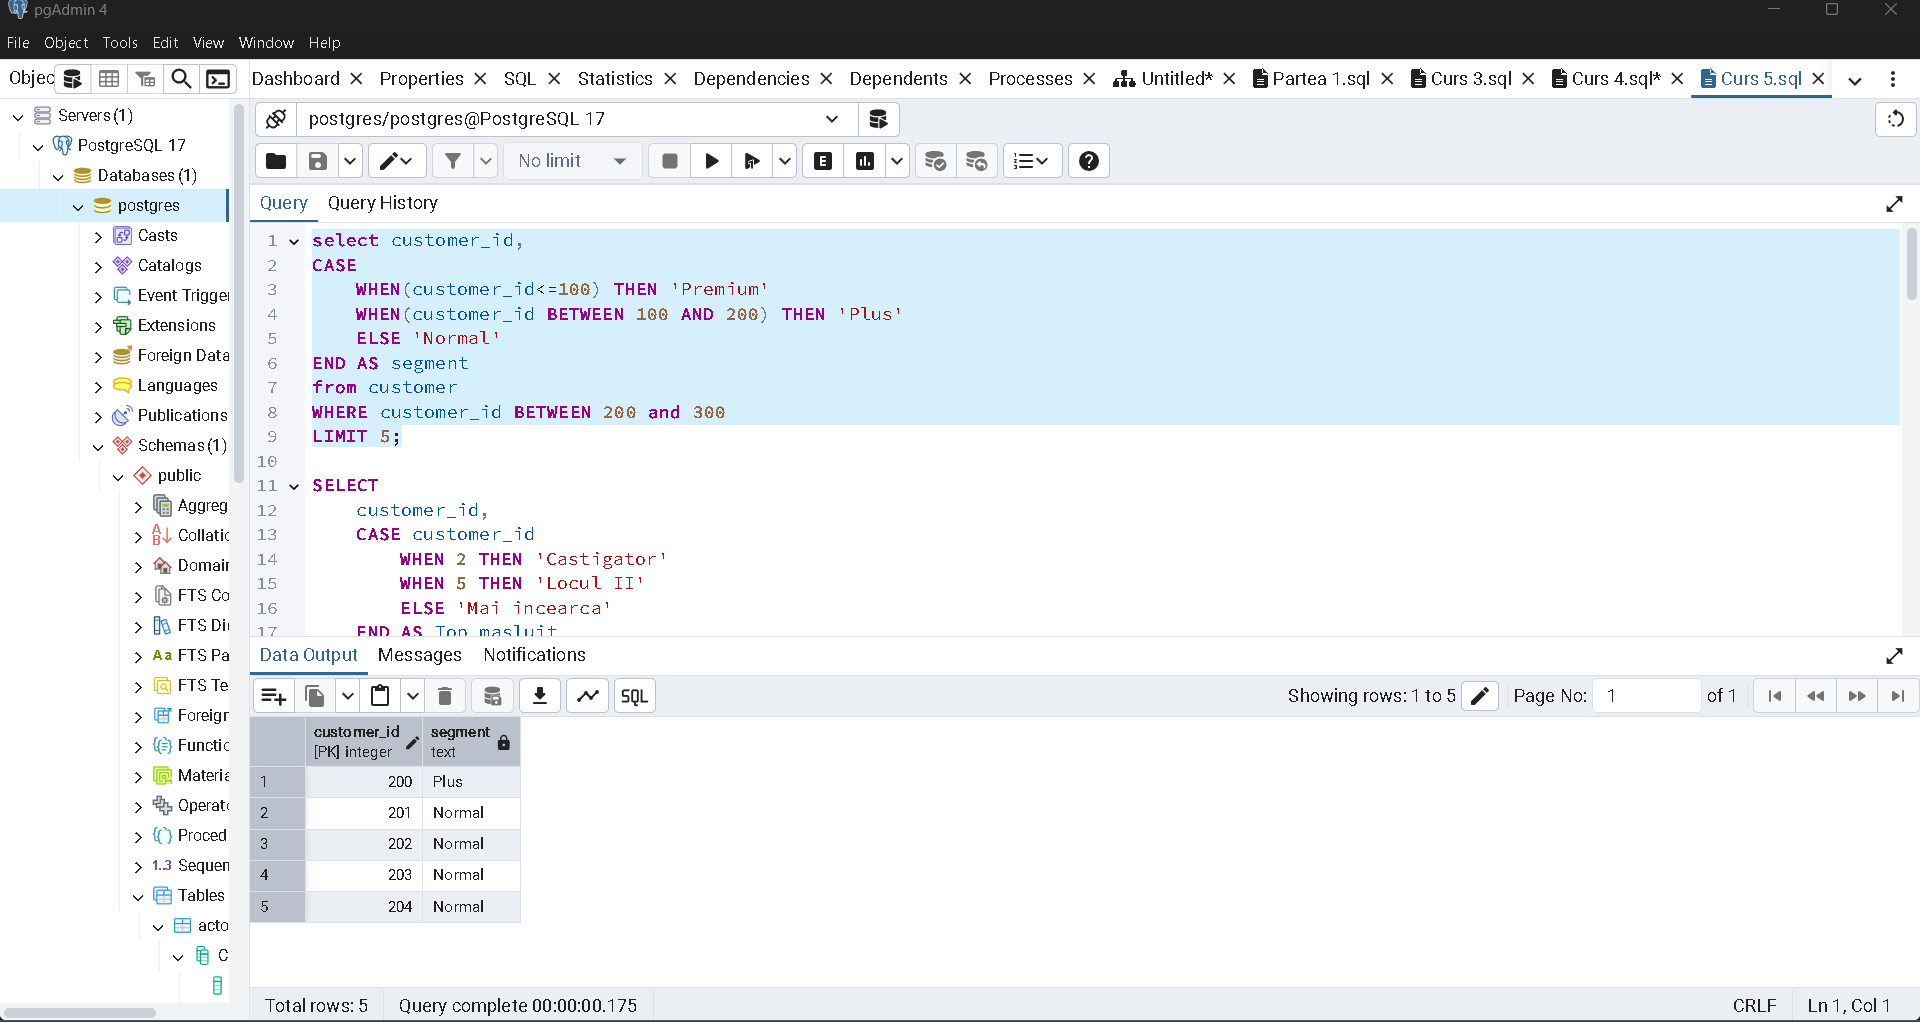 pgAdmin 4
File Object Tools Edit View Window Help
Objec Dashboard Properties SQL Statistics Dependencies Dependents Processes Untitled* Partea 1.sql Curs 3.sql Curs 4.sql* Curs 5.sql
Servers (1)
PostgreSQL 17
Databases (1)
postgres
Casts
Catalogs
Event Trigge
Extensions
Foreign Data
Languages
Publications
Schemas (1)
public
Aggreg
Collatic
Domair
FTS Co
FTS Di
Aa FTS Pa
FTS Te
Foreigr
Functic
Materia
Operato
Proced
1..3 Sequen
Tables
acto
C
postgres/postgres@PostgreSQL 17
No limit
E
Query Query History
1 select customer_id,
2 CASE
3 WHEN(customer_id<=100) THEN 'Premium'
4 WHEN(customer_id BETWEEN 100 AND 200) THEN 'Plus'
5 ELSE 'Normal'
6 END AS segment
7 from customer
8 WHERE customer_id BETWEEN 200 and 300
9 LIMIT 5;
10
11 SELECT
12 customer_id,
13 CASE customer_id
14 WHEN 2 THEN 'Castigator'
15 WHEN 5 THEN 'Locul II'
16 ELSE 'Mai incearca'
17 END AS Top_masluit
Data Output Messages Notifications
SQL Showing rows: 1 to 5 Page No: 1 of 1
customer_id segment
[PK] integer text
1 200 Plus
2 201 Normal
3 202 Normal
4 203 Normal
5 204 Normal
Total rows: 5 Query complete 00:00:00.175 CRLF Ln 1, Col 1